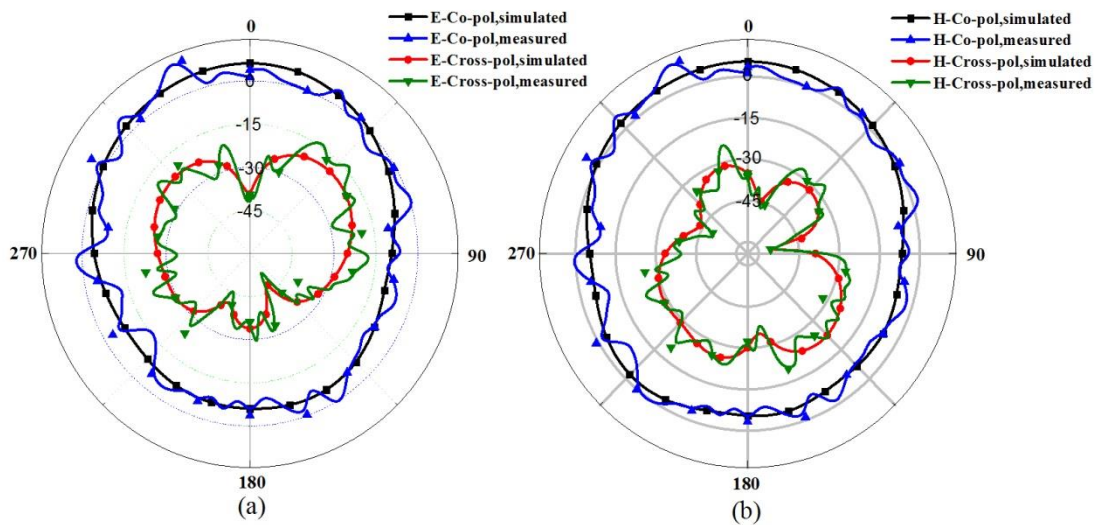 0
E-Co-pol,simulated
E-Co-pol,measured
E-Cross-pol,simulated
E-Cross-pol,measured
0
-15
-30
-45
270
90
180
(a)
0
H-Co-pol,simulated
H-Co-pol,measured
H-Cross-pol,simulated
H-Cross-pol,measured
0
-15
-30
-45
270
90
180
(b)